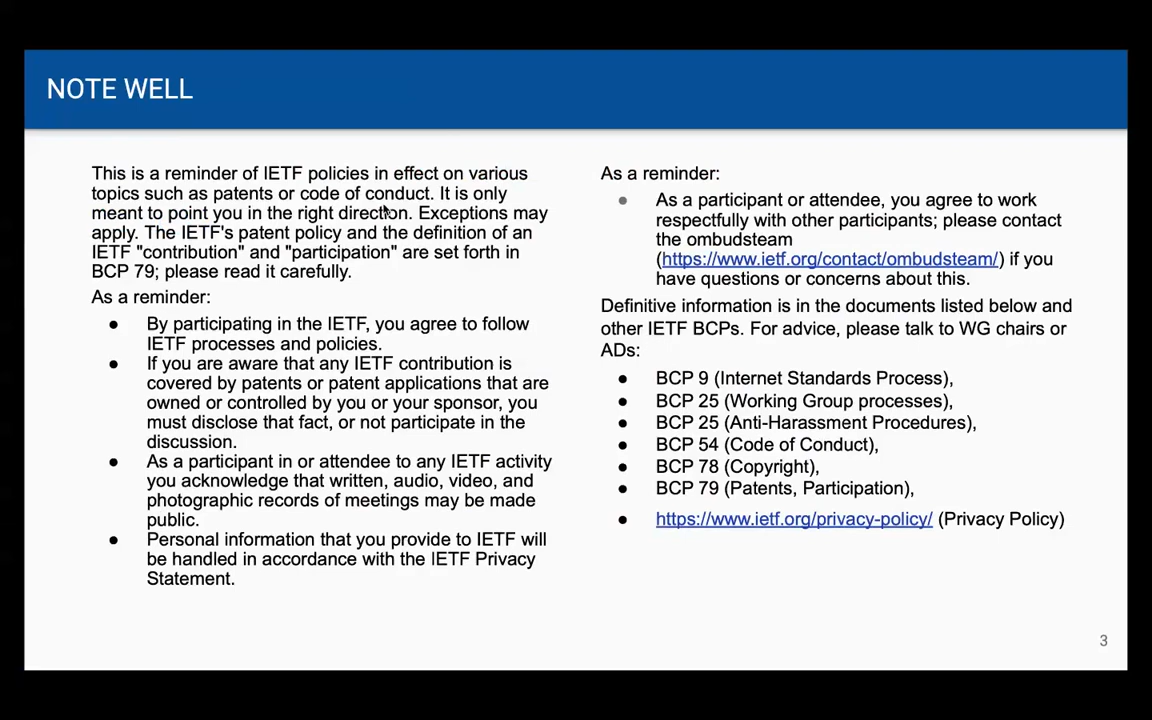 NOTE WELL
This is a reminder of IETF policies in effect on various
topics such as patents or code of conduct. It is only
meant to point you in the right direction. Exceptions may
apply. The IETF's patent policy and the definition of an
IETF "contribution" and "participation" are set forth in
BCP 79; please read it carefully.
As a reminder:
● By participating in the IETF, you agree to follow
IETF processes and policies.
● If you are aware that any IETF contribution is
covered by patents or patent applications that are
owned or controlled by you or your sponsor, you
must disclose that fact, or not participate in the
discussion.
● As a participant in or attendee to any IETF activity
you acknowledge that written, audio, video, and
photographic records of meetings may be made
public.
● Personal information that you provide to IETF will
be handled in accordance with the IETF Privacy
Statement.
As a reminder:
● As a participant or attendee, you agree to work
respectfully with other participants; please contact
the ombudsteam
(https://www.ietf.org/contact/ombudsteam/) if you
have questions or concerns about this.
Definitive information is in the documents listed below and
other IETF BCPs. For advice, please talk to WG chairs or
ADs:
● BCP 9 (Internet Standards Process),
● BCP 25 (Working Group processes),
● BCP 25 (Anti-Harassment Procedures),
● BCP 54 (Code of Conduct),
● BCP 78 (Copyright),
● BCP 79 (Patents, Participation),
● https://www.ietf.org/privacy-policy/ (Privacy Policy)
3